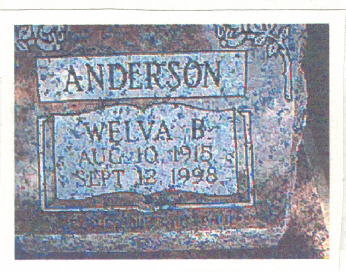 ANDERSON
WELVA B
AUG. 10, 1915
SEPT 12, 1998